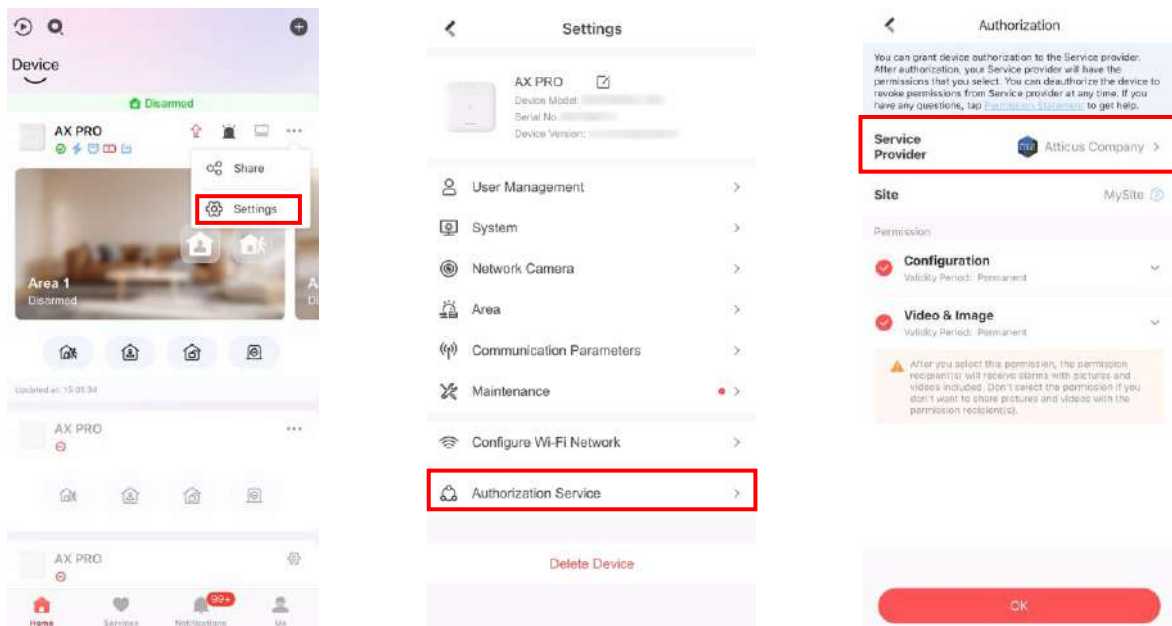 Device
Disarmed
AX PRO
Share
Settings
Area 1
Disarmed
A
Di
Updated at: 15:01:34
AX PRO
AX PRO
Home
Services
99+
Notifications
Me
Settings
AX PRO
Device Model:
Serial No.
Device Version:
User Management
System
Network Camera
Area
Communication Parameters
Maintenance
Configure Wi-Fi Network
Authorization Service
Delete Device
Authorization
You can grant device authorization to the Service provider.
After authorization, your Service provider will have the
permissions that you select. You can deauthorize the device to
revoke permissions from Service provider at any time. If you
have any questions, tap Permission Statement to get help.
Service
Provider
Atticus Company
Site
MySite
Permission
Configuration
Validity Period: Permanent
Video & Image
Validity Period: Permanent
After you select this permission, the permission
recipient(s) will receive alarms with pictures and
videos included. Don't select the permission if you
don't want to share pictures and videos with the
permission recipient(s).
OK